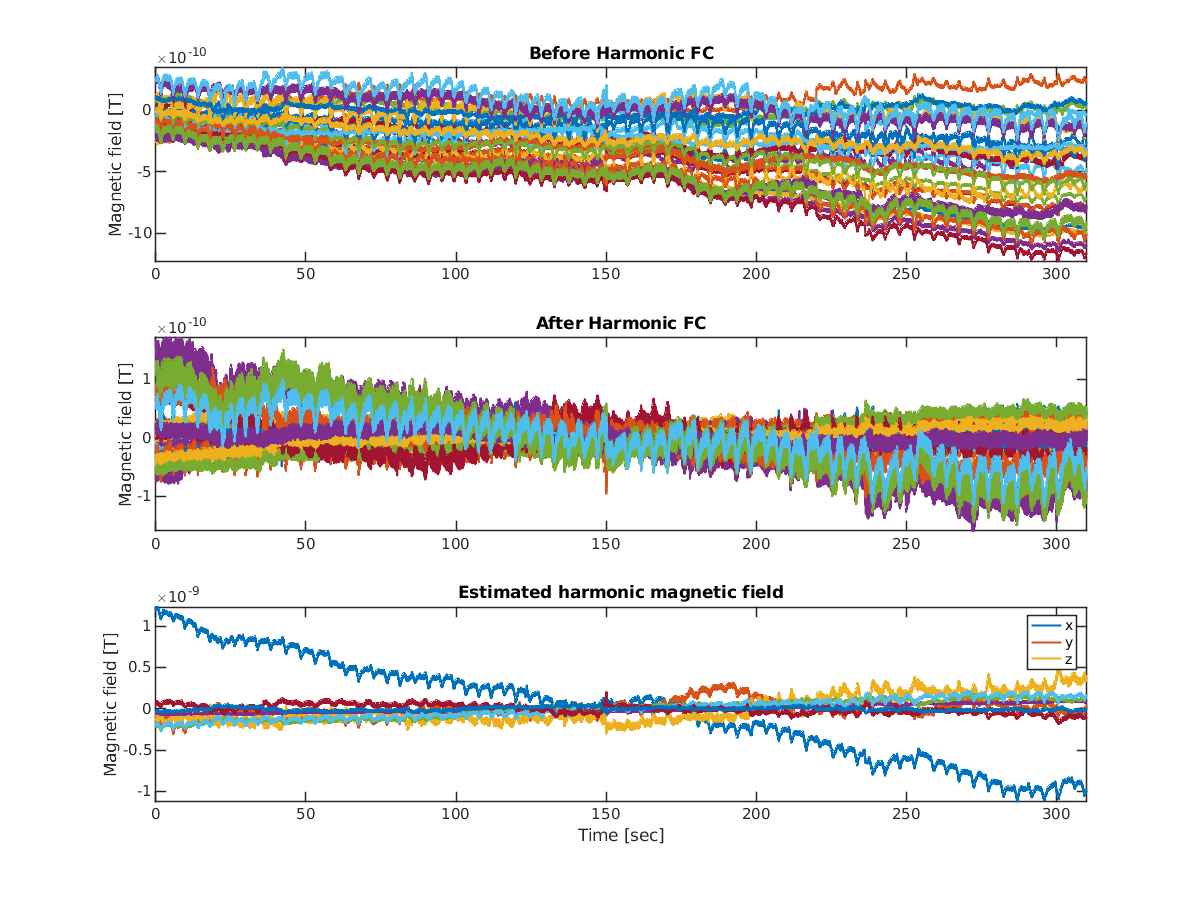 Before Harmonic FC
×10-10
Magnetic field [T]
0
-5
-10
0 50 100 150 200 250 300
After Harmonic FC
×10-10
Magnetic field [T]
1
0
-1
0 50 100 150 200 250 300
Estimated harmonic magnetic field
×10-9
Magnetic field [T]
1
0.5
0
-0.5
-1
x
y
z
0 50 100 150 200 250 300
Time [sec]